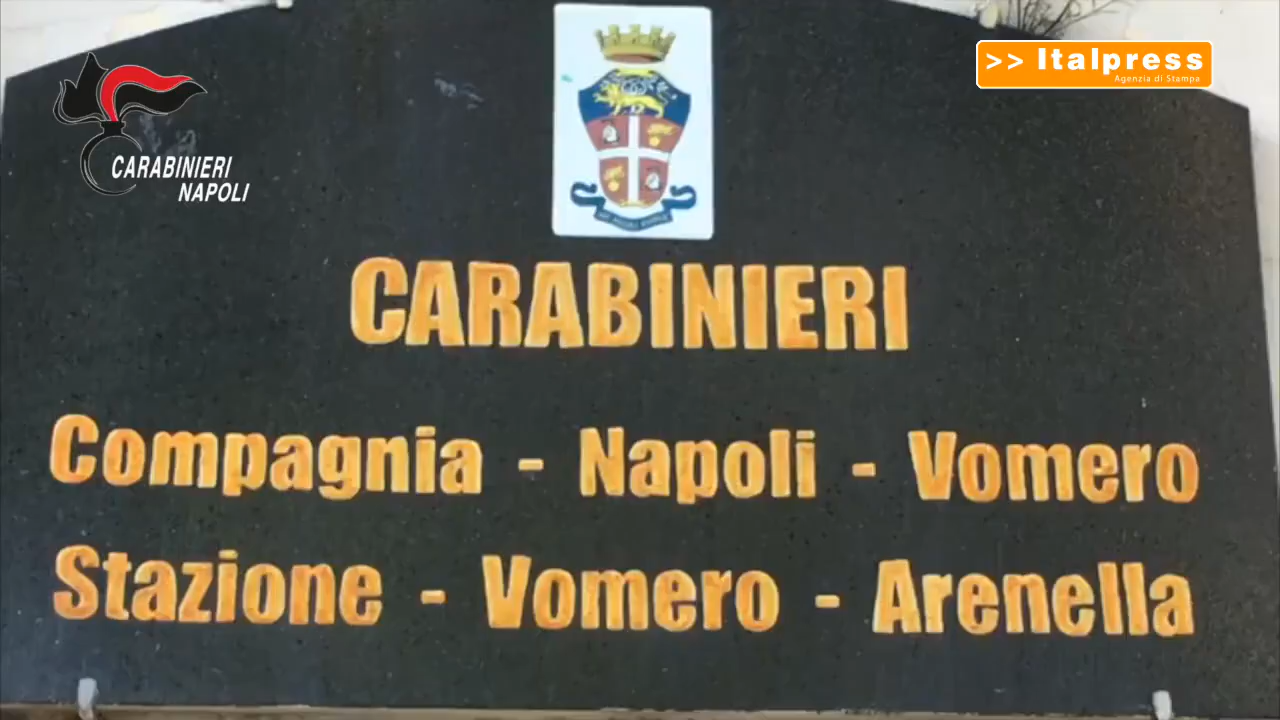 >> Italpress
Agenzia di Stampa
CARABINIERI
NAPOLI
CARABINIERI
Compagnia - Napoli - Vomero
Stazione - Vomero - Arenella